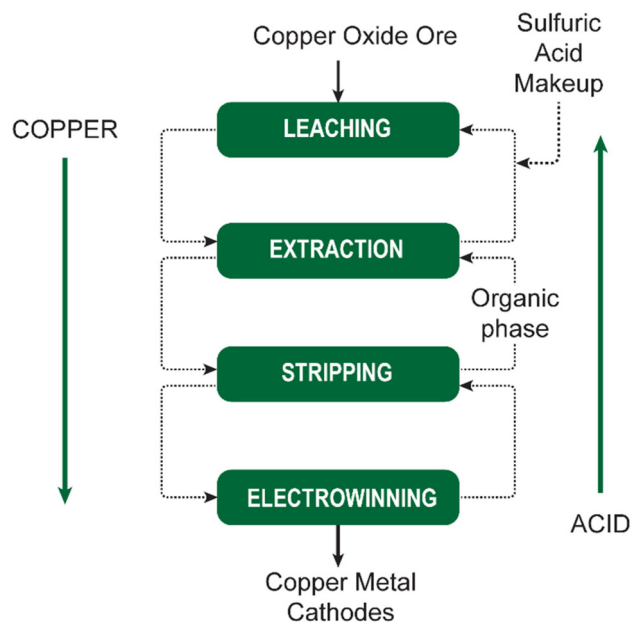 Copper Oxide Ore
Sulfuric
Acid
Makeup
COPPER
LEACHING
EXTRACTION
Organic
phase
STRIPPING
ELECTROWINNING
ACID
Copper Metal
Cathodes